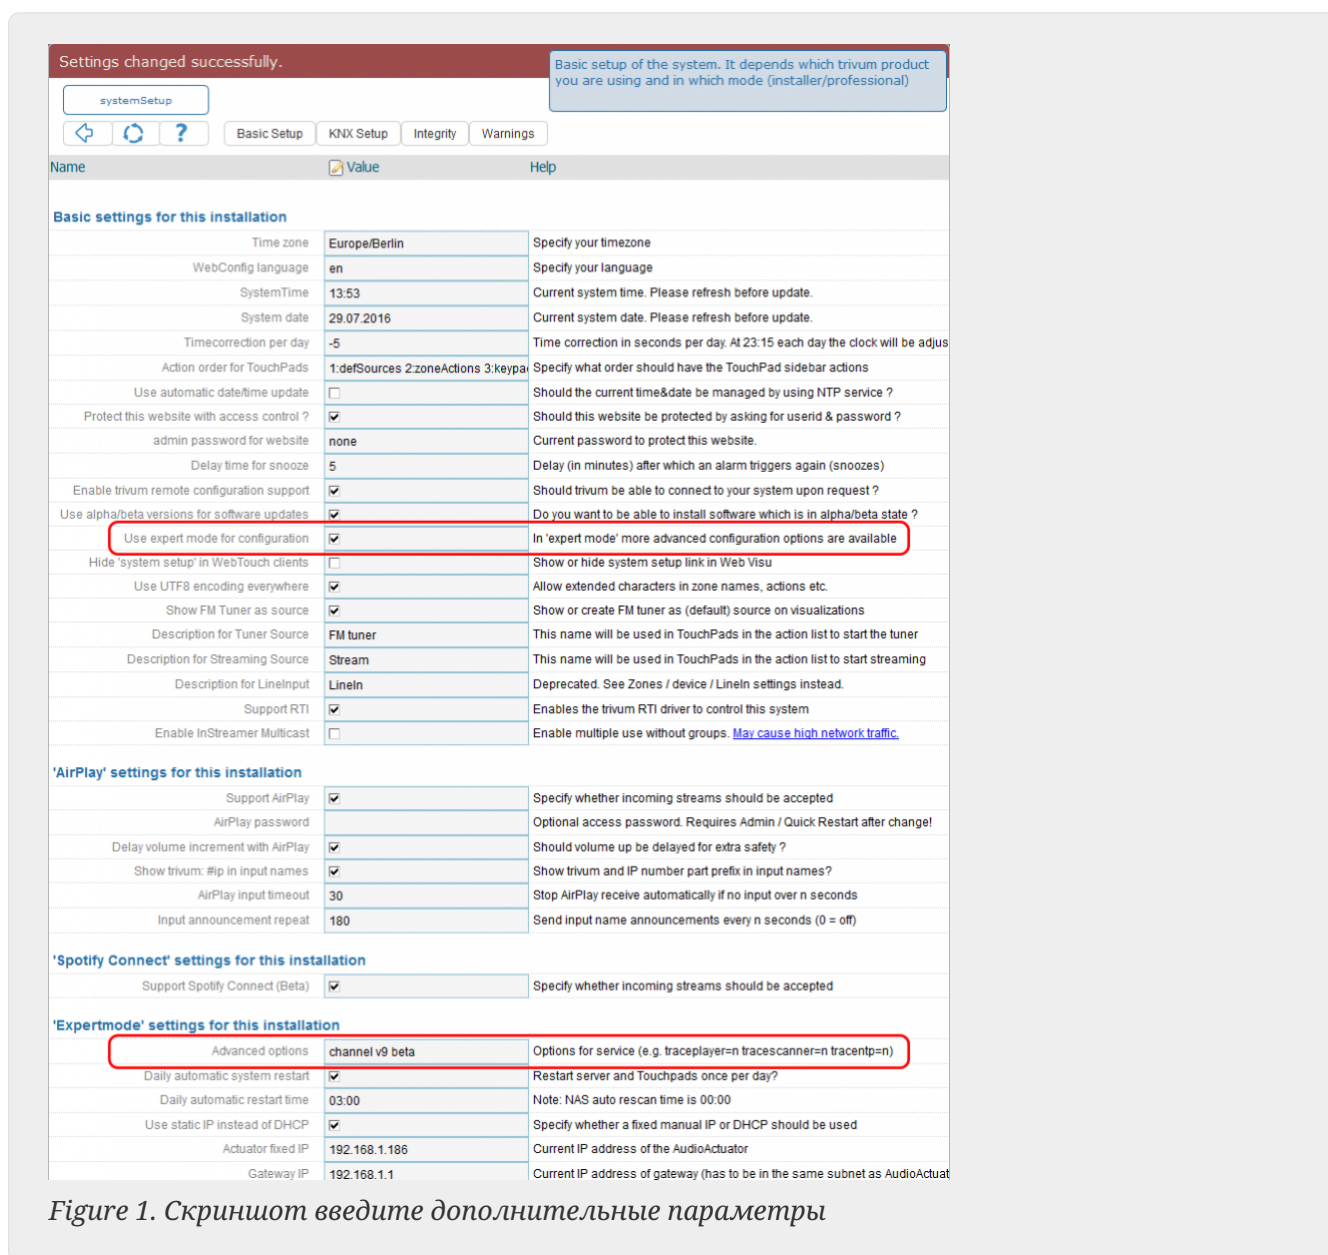 Settings changed successfully.
Basic setup of the system. It depends which trivum product
you are using and in which mode (installer/professional)
systemSetup
? Basic Setup KNX Setup Integrity Warnings
Name Value Help
Basic settings for this installation
Time zone Europe/Berlin Specify your timezone
WebConfig language en Specify your language
SystemTime 13:53 Current system time. Please refresh before update.
System date 29.07.2016 Current system date. Please refresh before update.
Timecorrection per day -5 Time correction in seconds per day. At 23:15 each day the clock will be adjus
Action order for TouchPads 1:defSources 2:zoneActions 3:keypa Specify what order should have the TouchPad sidebar actions
Use automatic date/time update Should the current time&date be managed by using NTP service ?
Protect this website with access control ? Should this website be protected by asking for userid & password ?
admin password for website none Current password to protect this website.
Delay time for snooze 5 Delay (in minutes) after which an alarm triggers again (snoozes)
Enable trivum remote configuration support Should trivum be able to connect to your system upon request ?
Use alpha/beta versions for software updates Do you want to be able to install software which is in alpha/beta state ?
Use expert mode for configuration In 'expert mode' more advanced configuration options are available
Hide 'system setup' in WebTouch clients Show or hide system setup link in Web Visu
Use UTF8 encoding everywhere Allow extended characters in zone names, actions etc.
Show FM Tuner as source Show or create FM tuner as (default) source on visualizations
Description for Tuner Source FM tuner This name will be used in TouchPads in the action list to start the tuner
Description for Streaming Source Stream This name will be used in TouchPads in the action list to start streaming
Description for LineInput LineIn Deprecated. See Zones / device / LineIn settings instead.
Support RTI Enables the trivum RTI driver to control this system
Enable InStreamer Multicast Enable multiple use without groups. May cause high network traffic.
'AirPlay' settings for this installation
Support AirPlay Specify whether incoming streams should be accepted
AirPlay password Optional access password. Requires Admin / Quick Restart after change!
Delay volume increment with AirPlay Should volume up be delayed for extra safety ?
Show trivum: #ip in input names Show trivum and IP number part prefix in input names?
AirPlay input timeout 30 Stop AirPlay receive automatically if no input over n seconds
Input announcement repeat 180 Send input name announcements every n seconds (0 = off)
'Spotify Connect' settings for this installation
Support Spotify Connect (Beta) Specify whether incoming streams should be accepted
'Expertmode' settings for this installation
Advanced options channel v9 beta Options for service (e.g. traceplayer=n tracescanner=n tracentp=n)
Daily automatic system restart Restart server and Touchpads once per day?
Daily automatic restart time 03:00 Note: NAS auto rescan time is 00:00
Use static IP instead of DHCP Specify whether a fixed manual IP or DHCP should be used
Actuator fixed IP 192.168.1.186 Current IP address of the AudioActuator
Gateway IP 192.168.1.1 Current IP address of gateway (has to be in the same subnet as AudioActuat
Figure 1. Скриншот введите дополнительные параметры